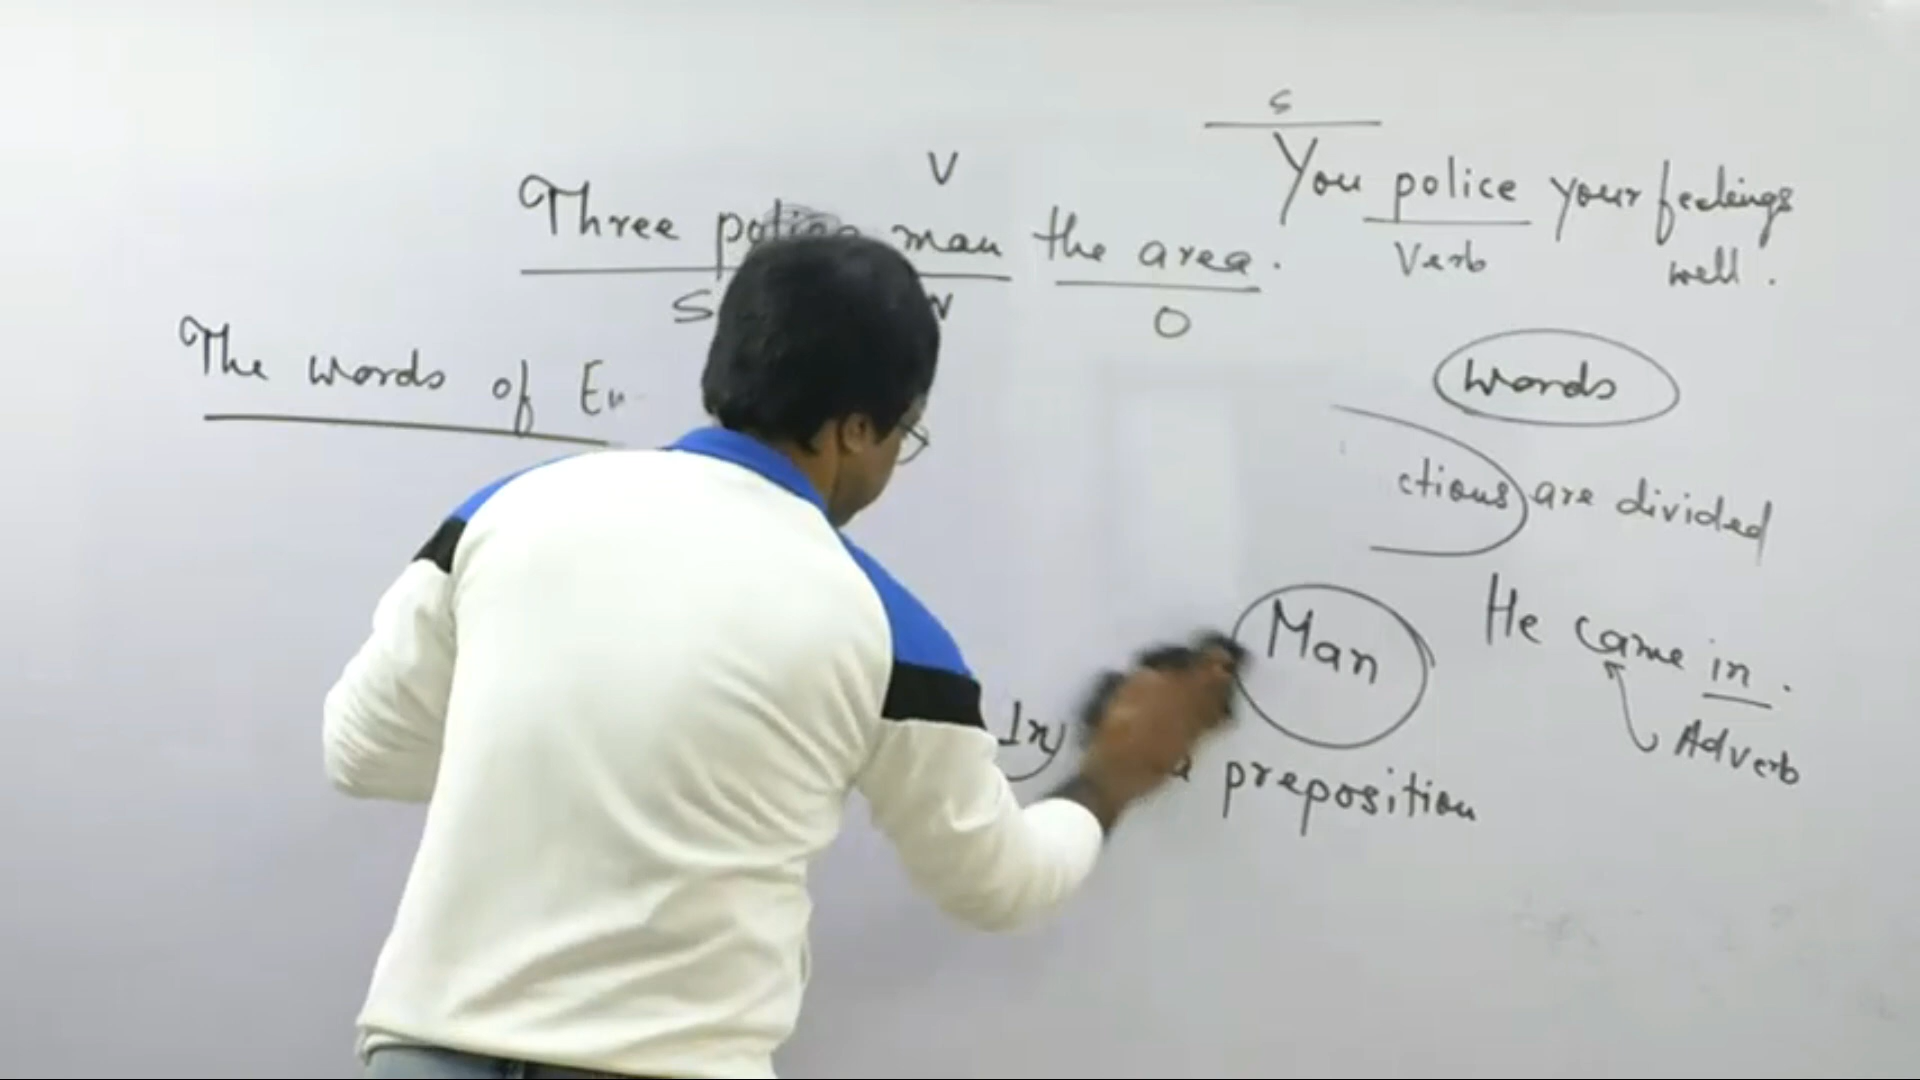 S
You police your feelings
Verb
well.
V
Three police man the area.
S
O
The words of En
words
ctions are divided
Man
He came in.
Adverb
In
a preposition